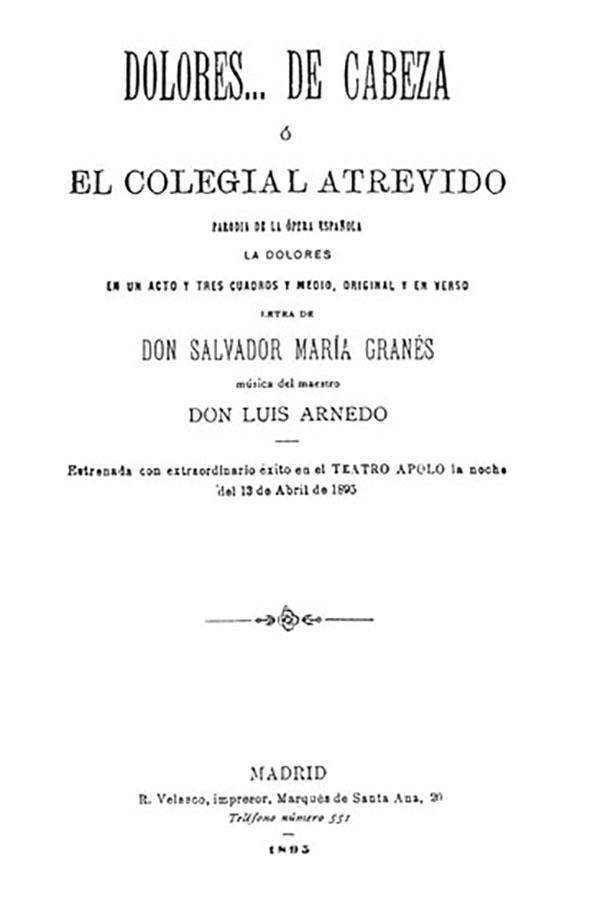 DOLORES... DE CABEZA
ó
EL COLEGIAL ATREVIDO
PARODIA DE LA ÓPERA ESPAÑOLA
LA DOLORES
EN UN ACTO Y TRES CUADROS Y MEDIO, ORIGINAL Y EN VERSO
LETRA DE
DON SALVADOR MARÍA GRANÉS
música del maestro
DON LUIS ARNEDO
Estrenada con extraordinario éxito en el TEATRO APOLO la noche
del 13 de Abril de 1895
MADRID
R. Velasco, impresor, Marqués de Santa Ana, 20
Teléfono número 551
1895